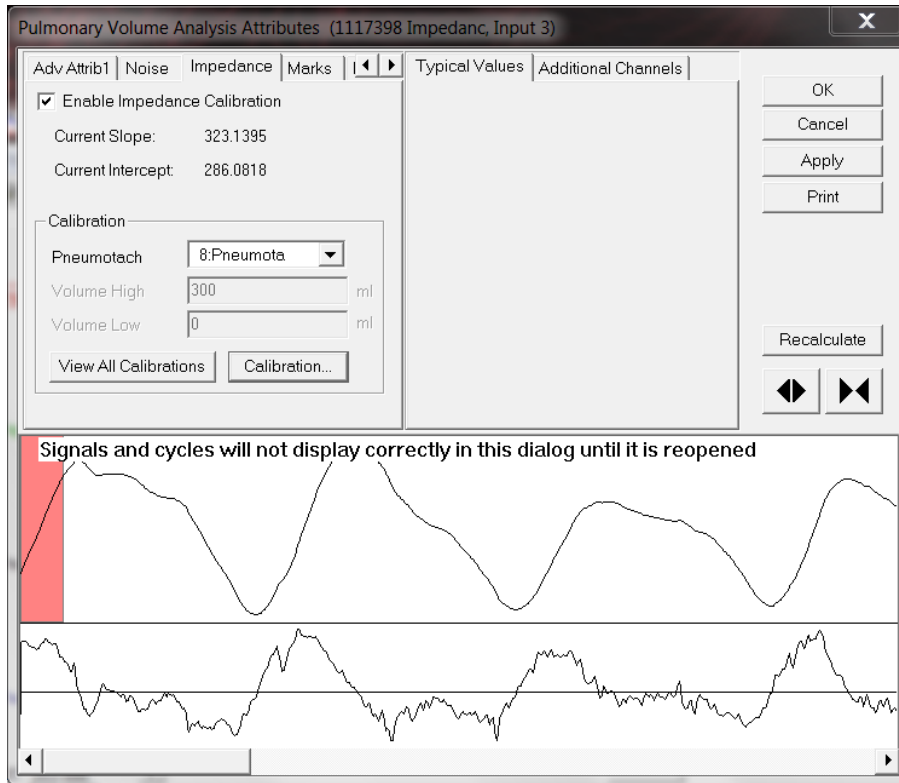 Pulmonary Volume Analysis Attributes (1117398 Impedanc, Input 3)
X
Adv Attrib1 Noise Impedance Marks
Typical Values Additional Channels
Enable Impedance Calibration
Current Slope: 323.1395
Current Intercept: 286.0818
Calibration
Pneumotach 8:Pneumota
Volume High 300 ml
Volume Low 0 ml
View All Calibrations Calibration...
OK
Cancel
Apply
Print
Recalculate
Signals and cycles will not display correctly in this dialog until it is reopened